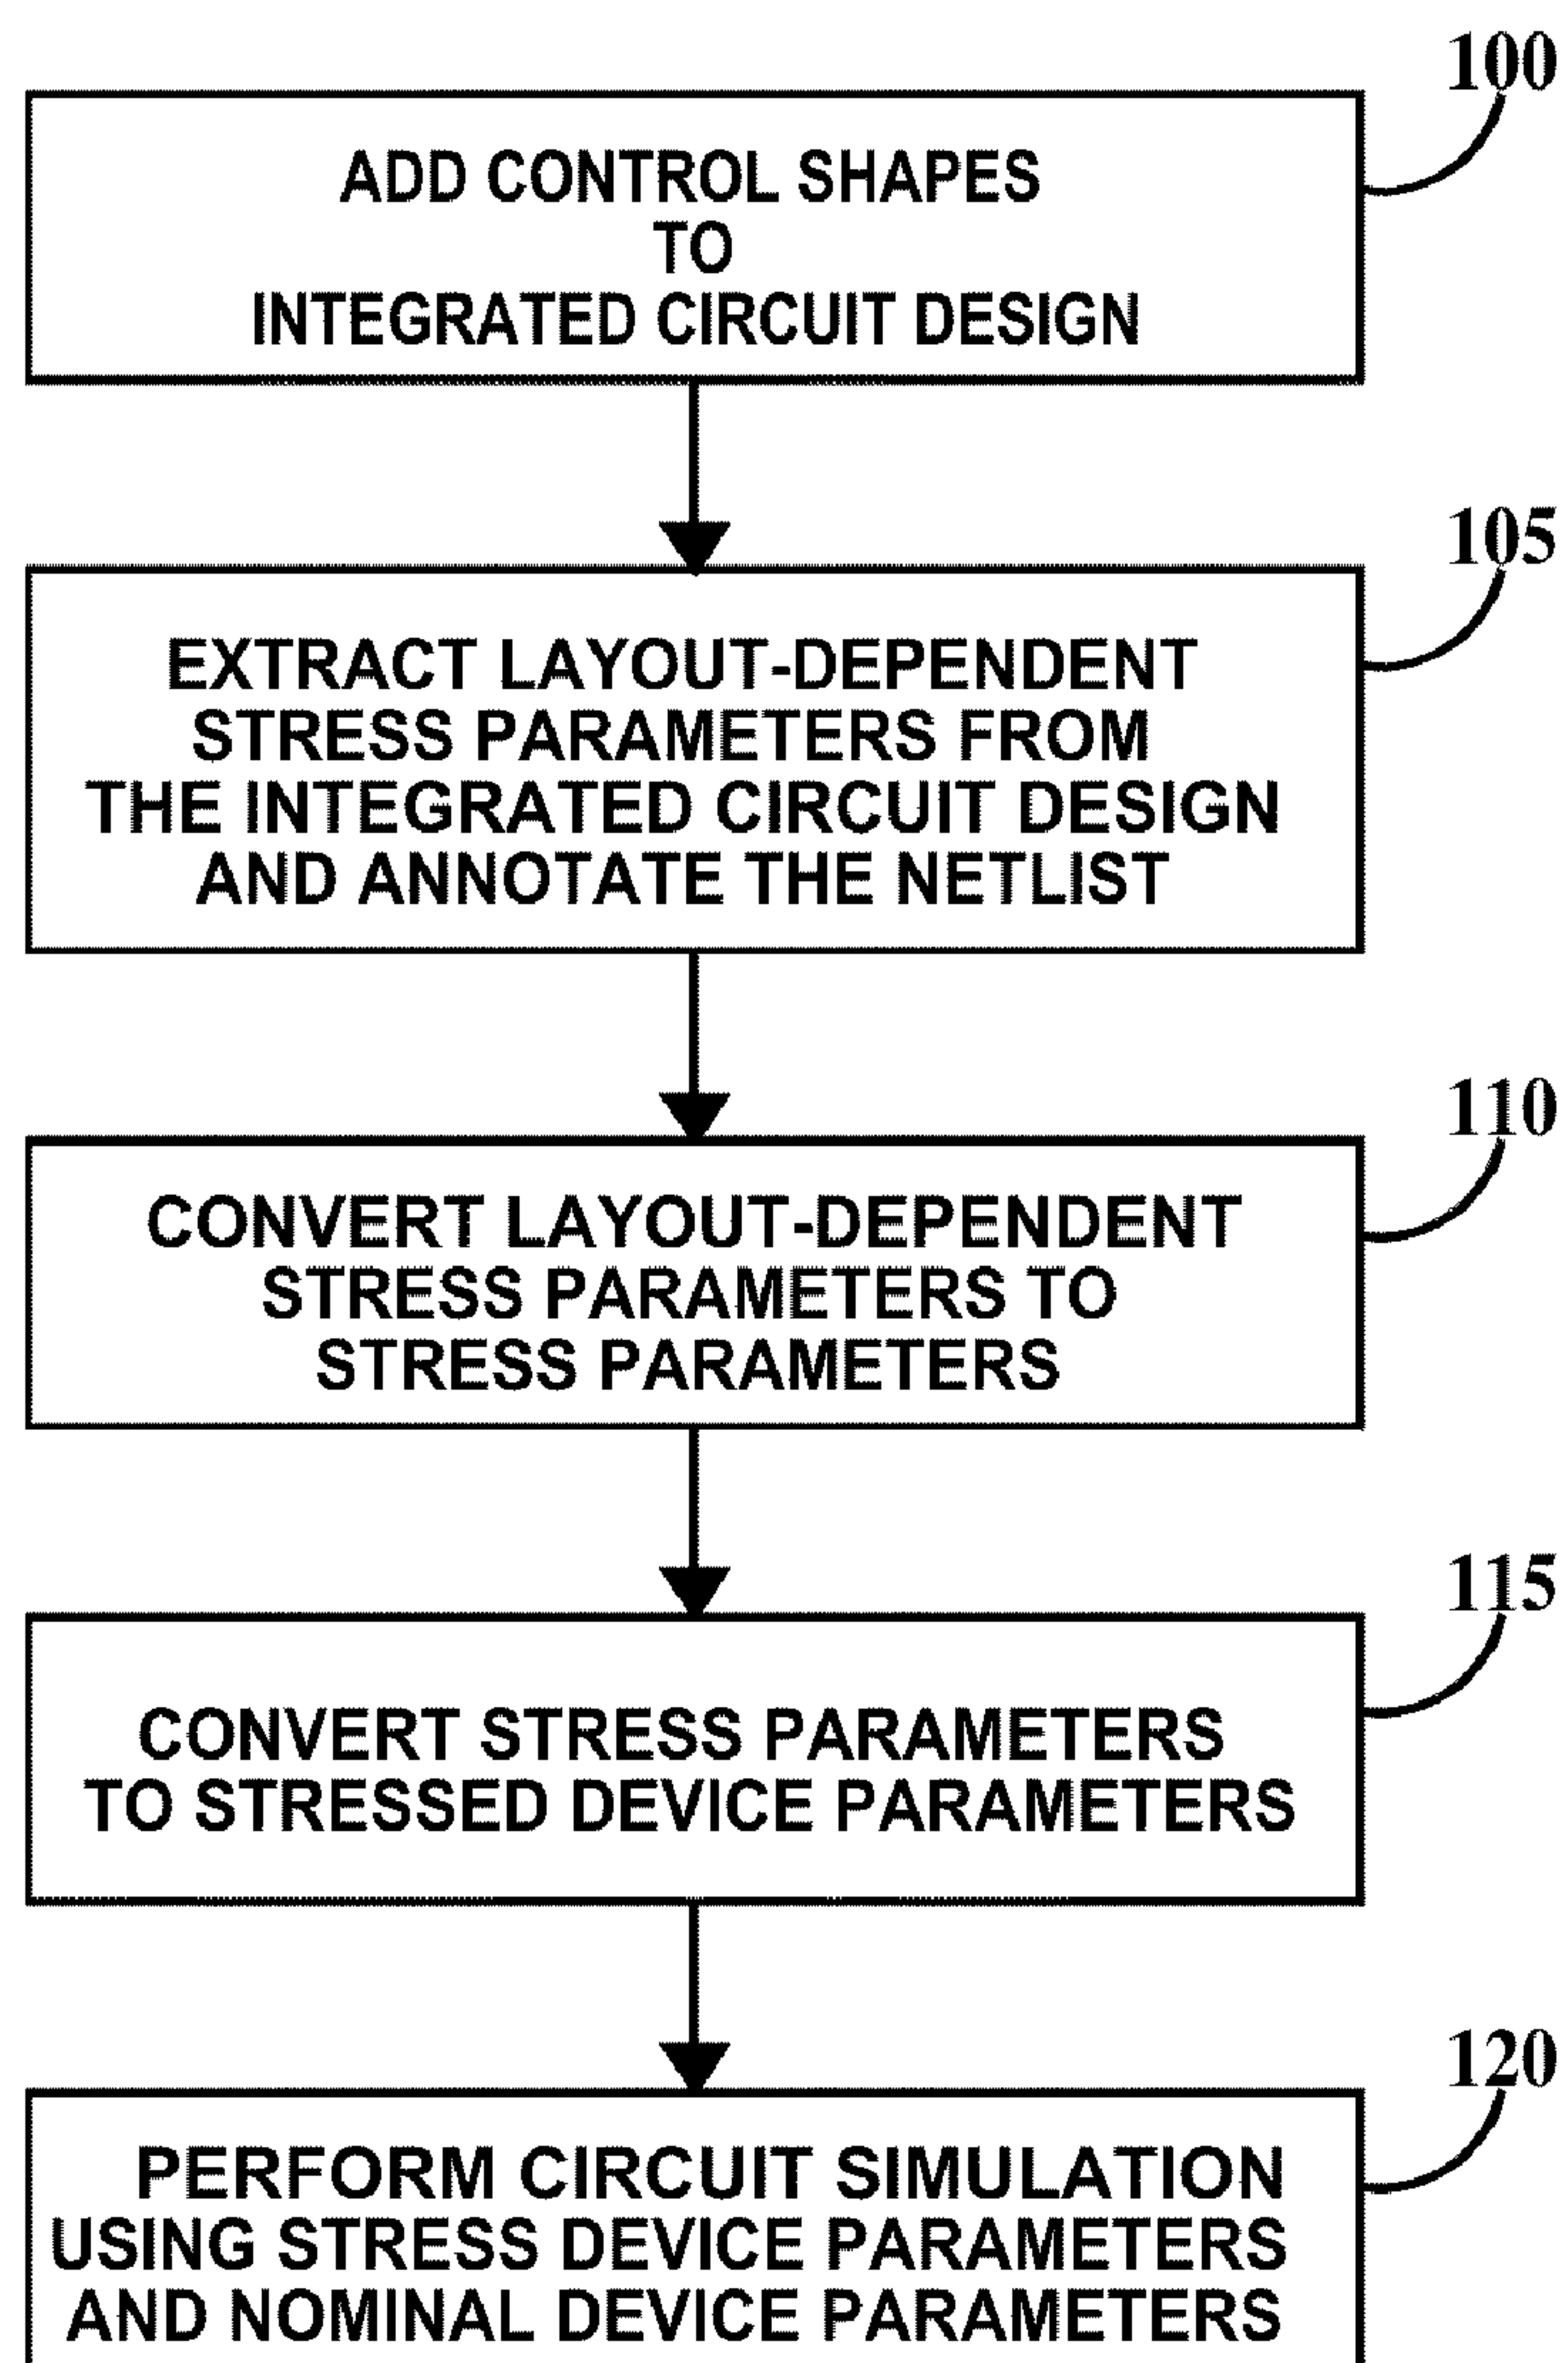 100
ADD CONTROL SHAPES
TO
INTEGRATED CIRCUIT DESIGN
105
EXTRACT LAYOUT-DEPENDENT
STRESS PARAMETERS FROM
THE INTEGRATED CIRCUIT DESIGN
AND ANNOTATE THE NETLIST
110
CONVERT LAYOUT-DEPENDENT
STRESS PARAMETERS TO
STRESS PARAMETERS
115
CONVERT STRESS PARAMETERS
TO STRESSED DEVICE PARAMETERS
120
PERFORM CIRCUIT SIMULATION
USING STRESS DEVICE PARAMETERS
AND NOMINAL DEVICE PARAMETERS